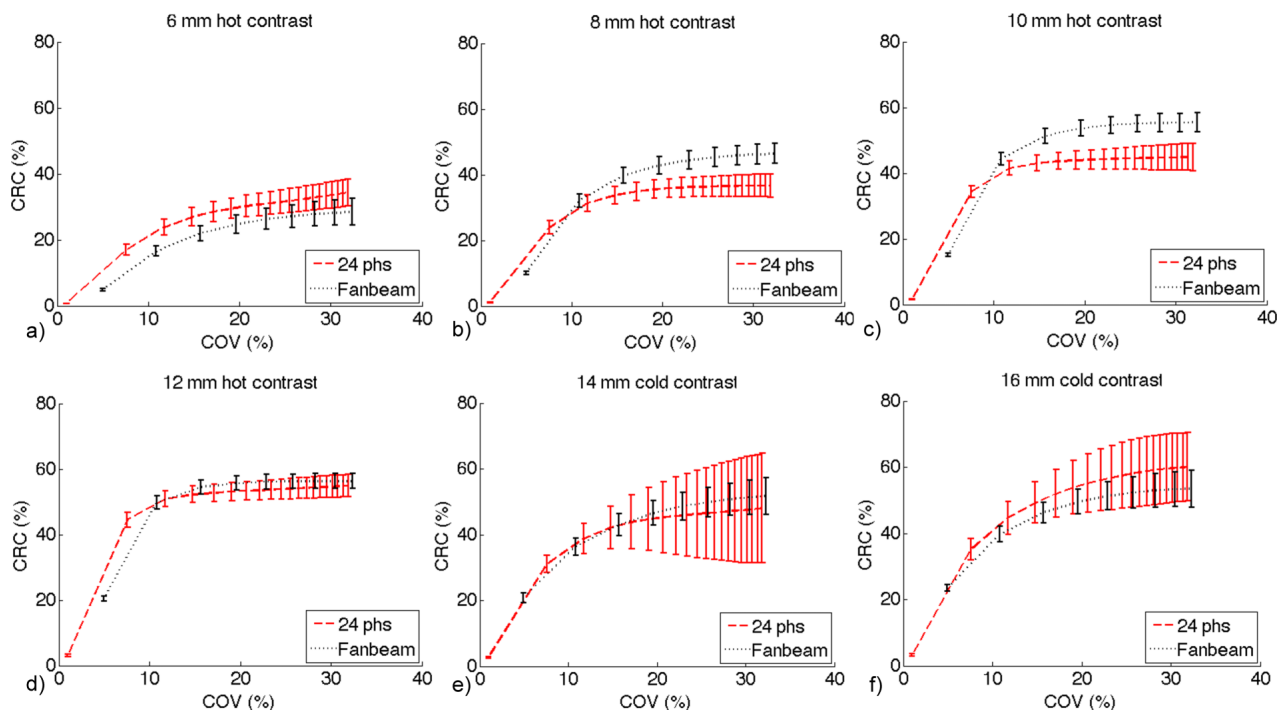 6 mm hot contrast
80
60
40
20
0
CRC (%)
0 10 20 30 40
COV (%)
24 phs
Fanbeam
a)
8 mm hot contrast
80
60
40
20
0
CRC (%)
0 10 20 30 40
COV (%)
24 phs
Fanbeam
b)
10 mm hot contrast
80
60
40
20
0
CRC (%)
0 10 20 30 40
COV (%)
24 phs
Fanbeam
c)
12 mm hot contrast
80
60
40
20
0
CRC (%)
0 10 20 30 40
COV (%)
24 phs
Fanbeam
d)
14 mm cold contrast
80
60
40
20
0
CRC (%)
0 10 20 30 40
COV (%)
24 phs
Fanbeam
e)
16 mm cold contrast
80
60
40
20
0
CRC (%)
0 10 20 30 40
COV (%)
24 phs
Fanbeam
f)